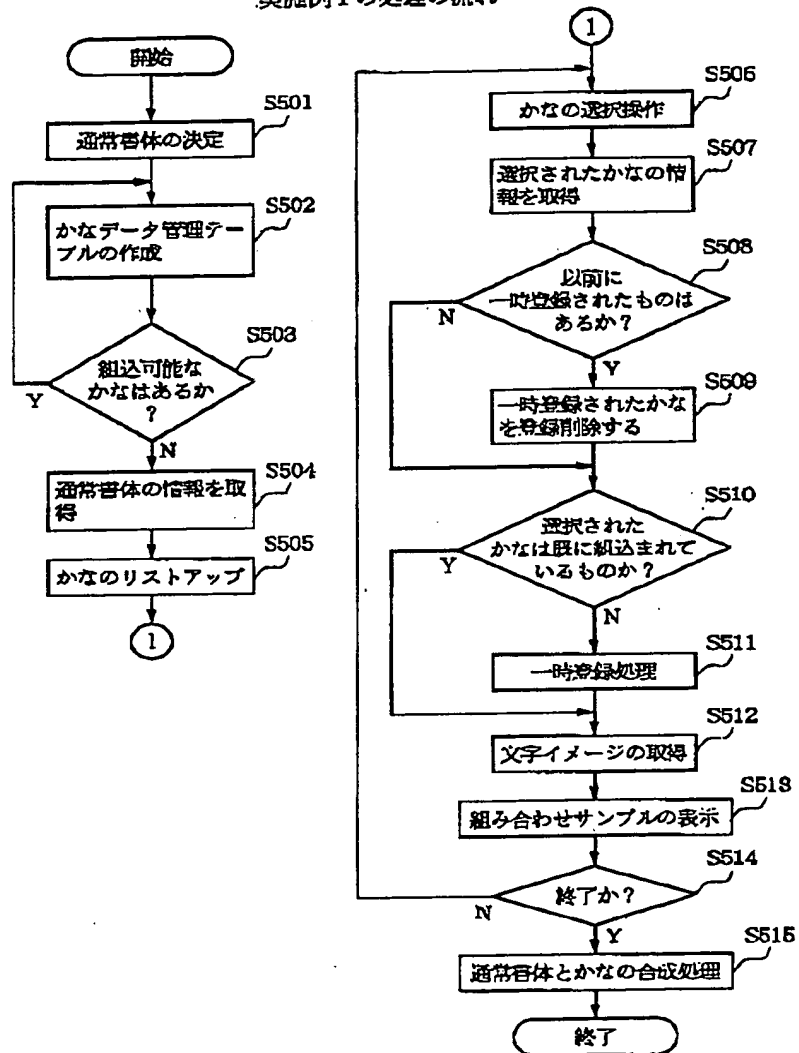 実施例1の処理の流れ
開始
S501
通常書体の決定
S502
かなデータ管理テー
ブルの作成
S503
組込可能な
かなはあるか
?
Y
N
S504
通常書体の情報を取
得
S505
かなのリストアップ
1
1
S506
かなの選択操作
S507
選択されたかなの情
報を取得
S508
以前に
一時登録されたものは
あるか?
N
Y
S509
一時登録されたかな
を登録削除する
S510
選択された
かなは既に組込まれて
いるものか?
Y
N
S511
一時登録処理
S512
文字イメージの取得
S513
組み合わせサンプルの表示
S514
終了か?
N
Y
S515
通常書体とかなの合成処理
終了